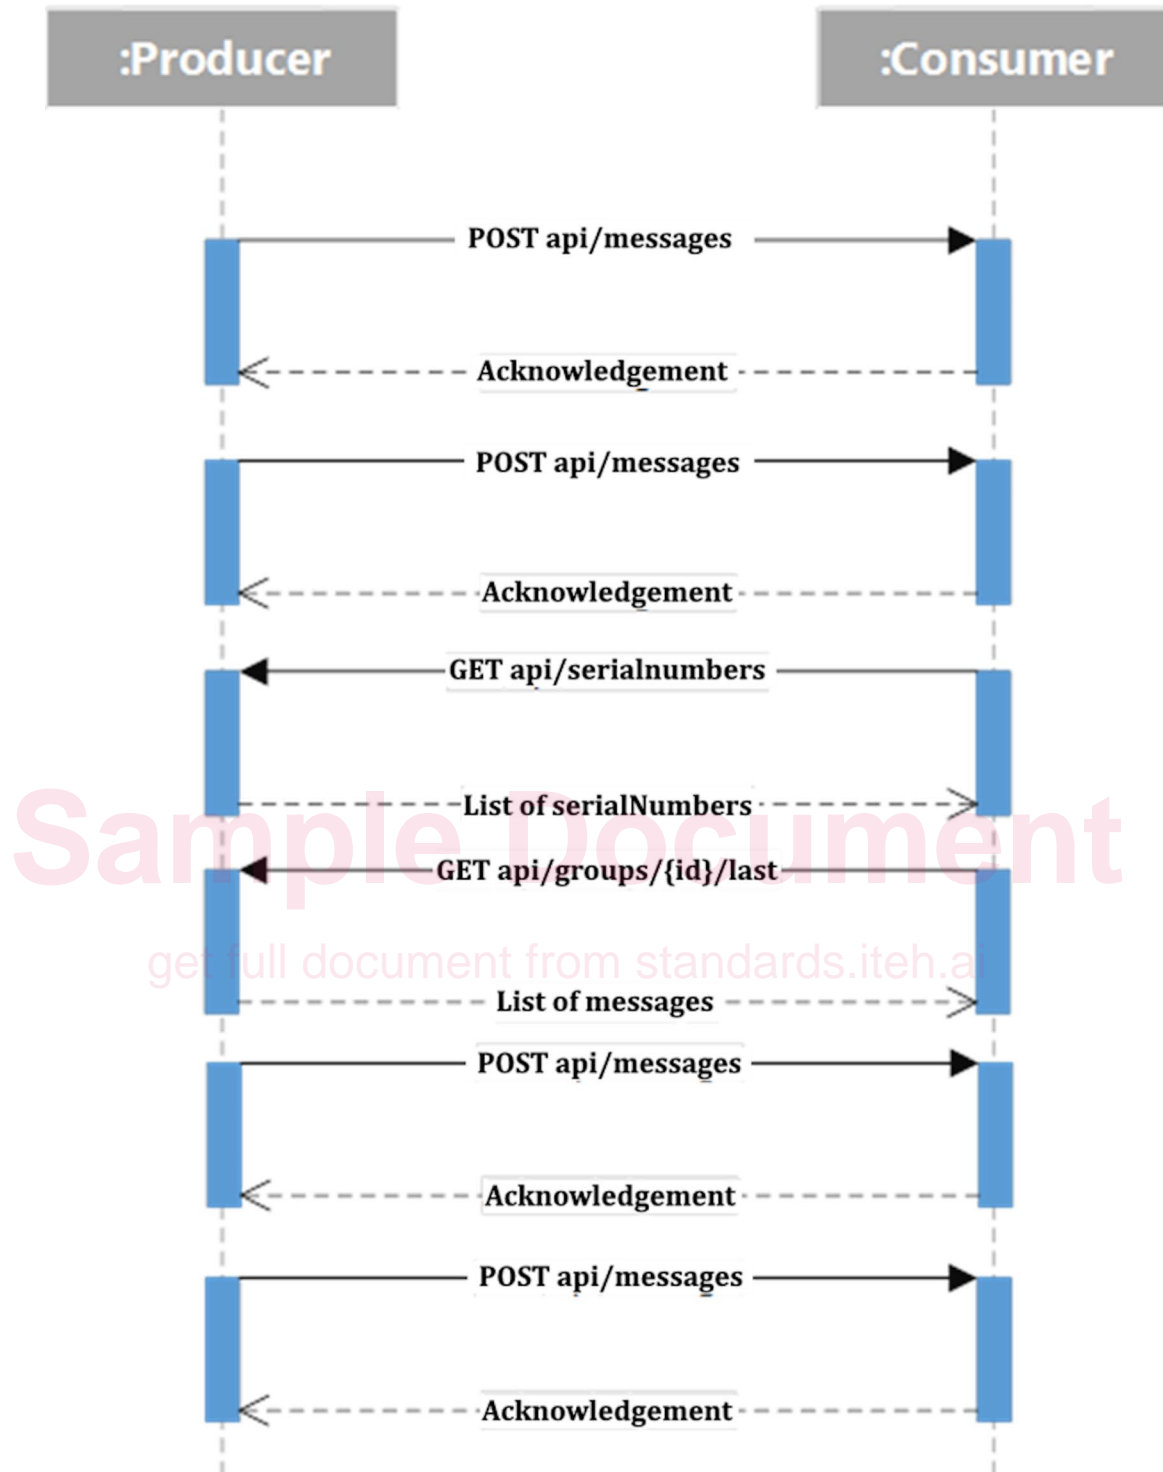 :Producer
:Consumer
POST api/messages
Acknowledgement
POST api/messages
Acknowledgement
GET api/serialnumbers
List of serialNumbers
Sample Document
GET api/groups/{id}/last
get full document from standards.iteh.ai
List of messages
POST api/messages
Acknowledgement
POST api/messages
Acknowledgement